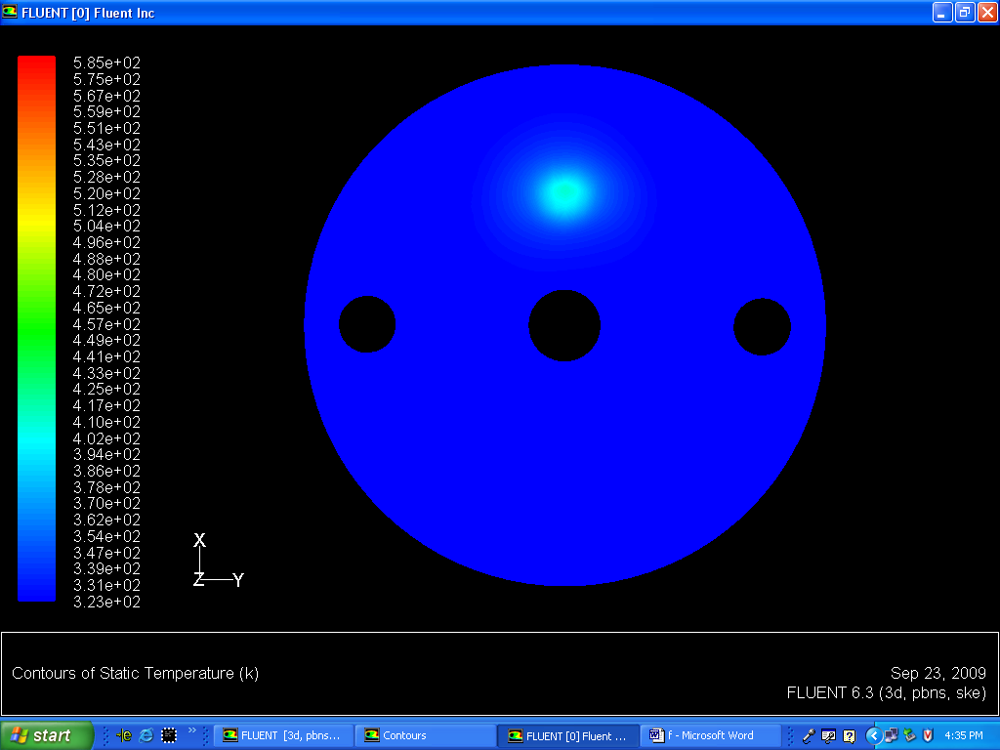 FLUENT [0] Fluent Inc
5.85e+02
5.75e+02
5.67e+02
5.59e+02
5.51e+02
5.43e+02
5.35e+02
5.28e+02
5.20e+02
5.12e+02
5.04e+02
4.96e+02
4.88e+02
4.80e+02
4.72e+02
4.65e+02
4.57e+02
4.49e+02
4.41e+02
4.33e+02
4.25e+02
4.17e+02
4.10e+02
4.02e+02
3.94e+02
3.86e+02
3.78e+02
3.70e+02
3.62e+02
3.54e+02
3.47e+02
3.39e+02
3.31e+02
3.23e+02
X
Z Y
Contours of Static Temperature (k)
Sep 23, 2009
FLUENT 6.3 (3d, pbns, ske)
start » FLUENT [3d, pbns... Contours FLUENT [0] Fluent ... f - Microsoft Word 4:35 PM